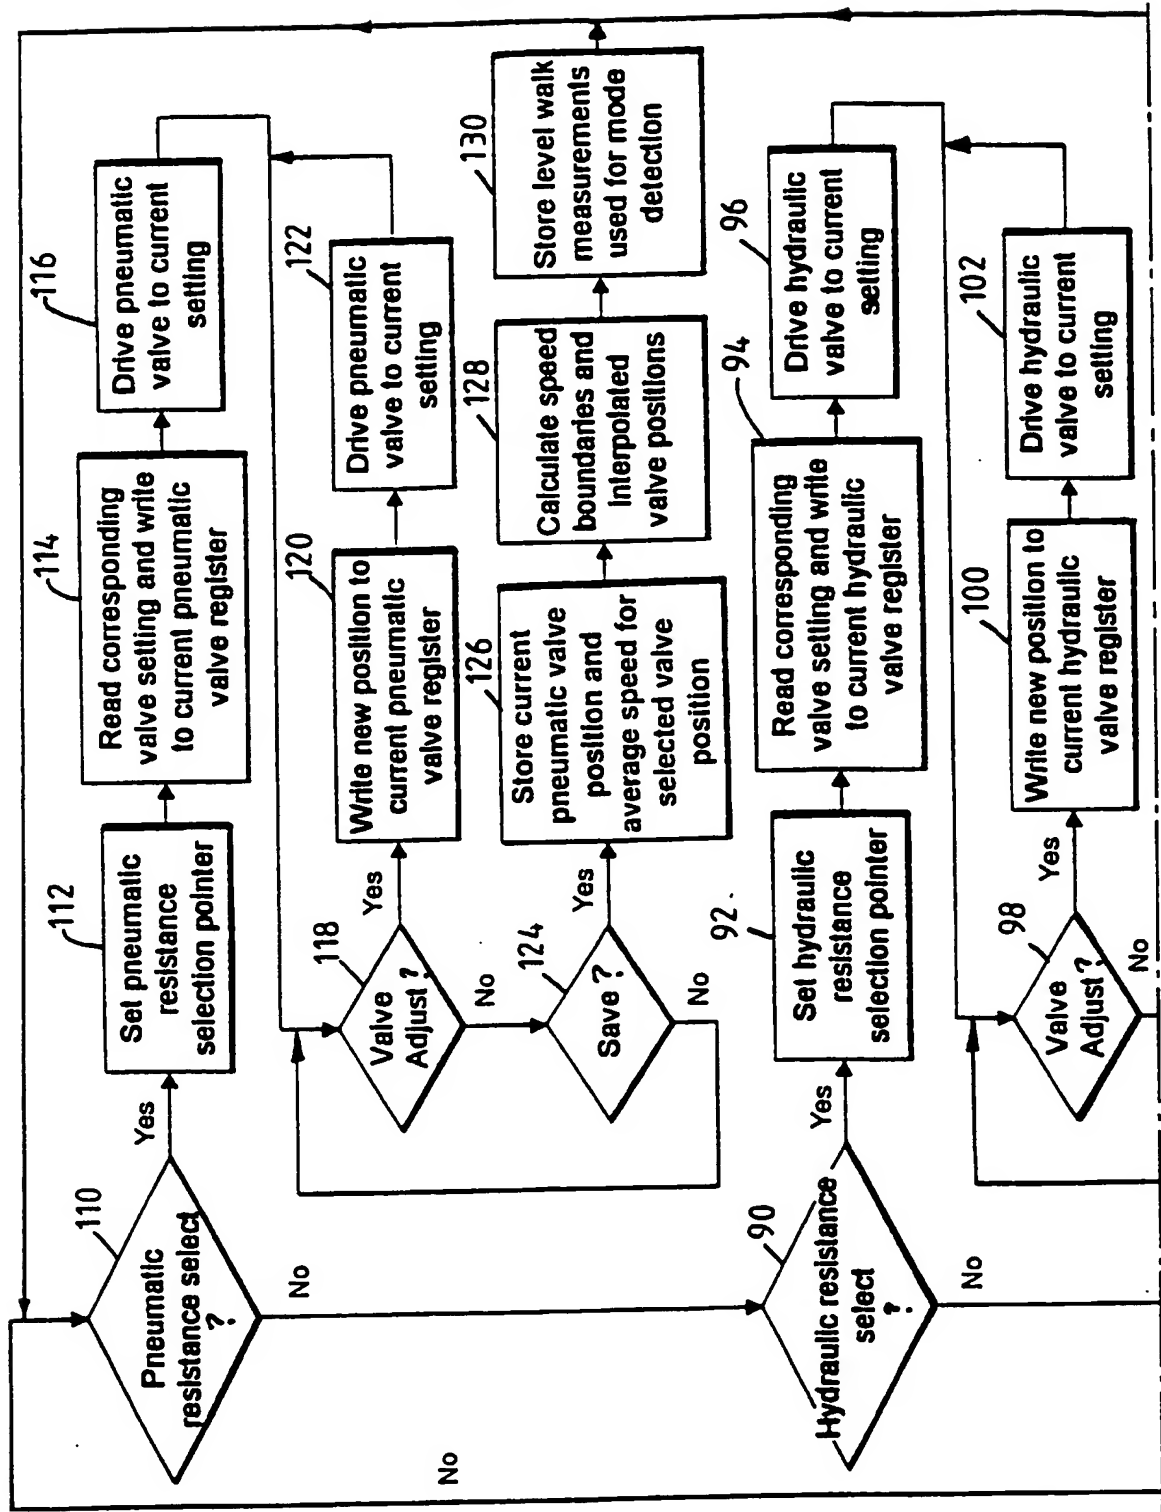 110
Pneumatic
resistance select
?
Yes
No
112
Set pneumatic
resistance
selection pointer
114
Read corresponding
valve setting and write
to current pneumatic
valve register
116
Drive pneumatic
valve to current
setting
118
Valve
Adjust ?
Yes
No
120
Write new position to
current pneumatic
valve register
122
Drive pneumatic
valve to current
setting
124
Save ?
Yes
No
126
Store current
pneumatic valve
position and
average speed for
selected valve
position
128
Calculate speed
boundaries and
interpolated
valve positions
130
Store level walk
measurements
used for mode
detection
90
Hydraulic resistance
select
?
Yes
No
92
Set hydraulic
resistance
selection pointer
94
Read corresponding
valve setting and write
to current hydraulic
valve register
96
Drive hydraulic
valve to current
setting
98
Valve
Adjust?
Yes
No
100
Write new position to
current hydraulic
valve register
102
Drive hydraulic
valve to current
setting
No